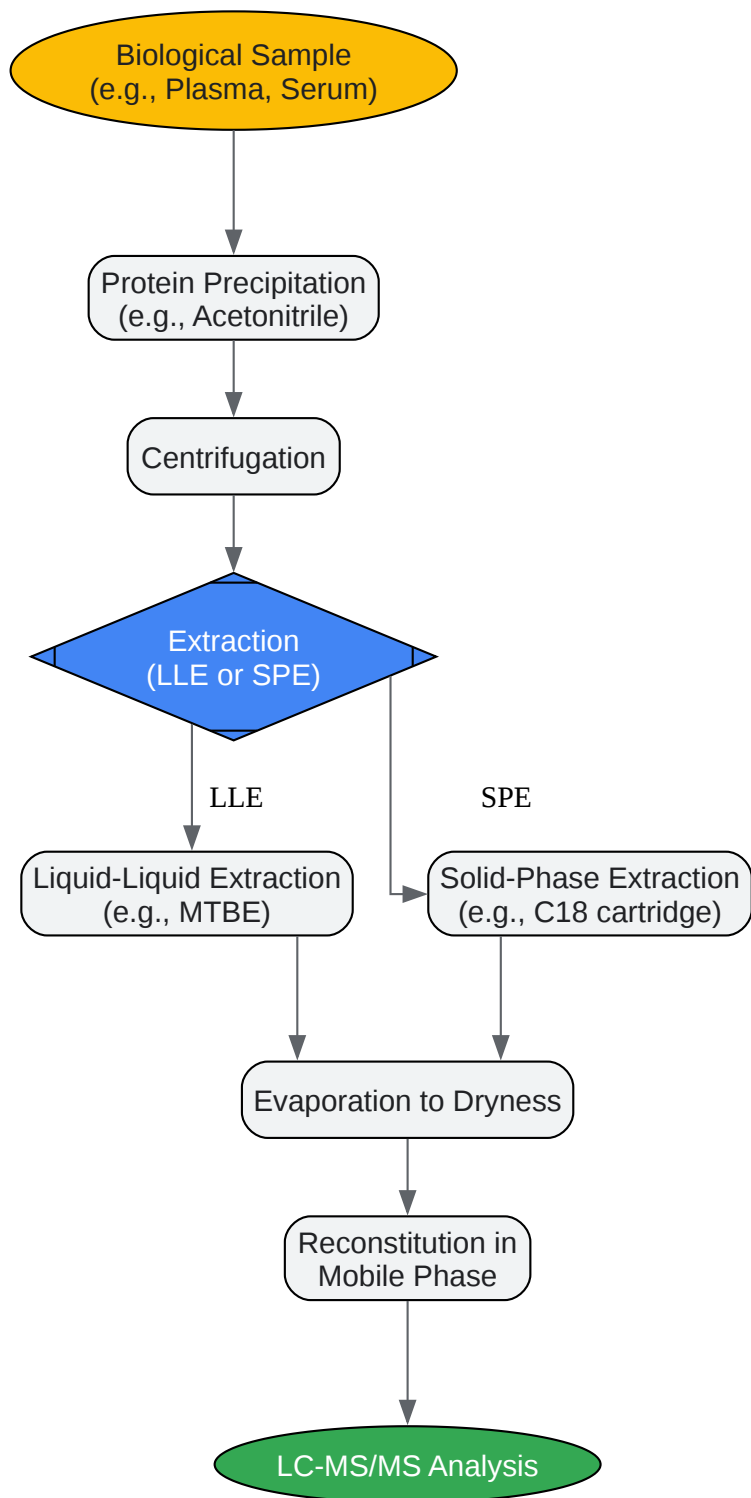 Biological Sample
(e.g., Plasma, Serum)
Protein Precipitation
(e.g., Acetonitrile)
Centrifugation
Extraction
(LLE or SPE)
LLE
SPE
Liquid-Liquid Extraction
(e.g., MTBE)
Solid-Phase Extraction
(e.g., C18 cartridge)
Evaporation to Dryness
Reconstitution in
Mobile Phase
LC-MS/MS Analysis